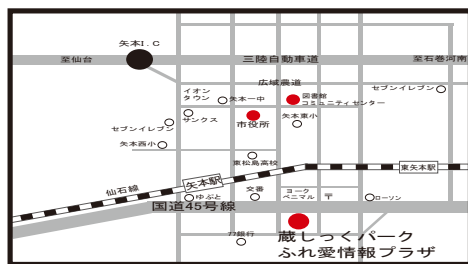 矢本I.C
至仙台
三陸自動車道
至石巻河南
広域農道
イオン
タウン
矢本一中
図書館
コミュニティセンター
セブンイレブン
サンクス
市役所
矢本東小
セブンイレブン
矢本西小
東松島高校
矢本駅
東矢本駅
仙石線
ゆぷと
交番
ヨーク
ベニマル
〒
ローソン
国道45号線
77銀行
蔵しっくパーク
ふれ愛情報プラザ